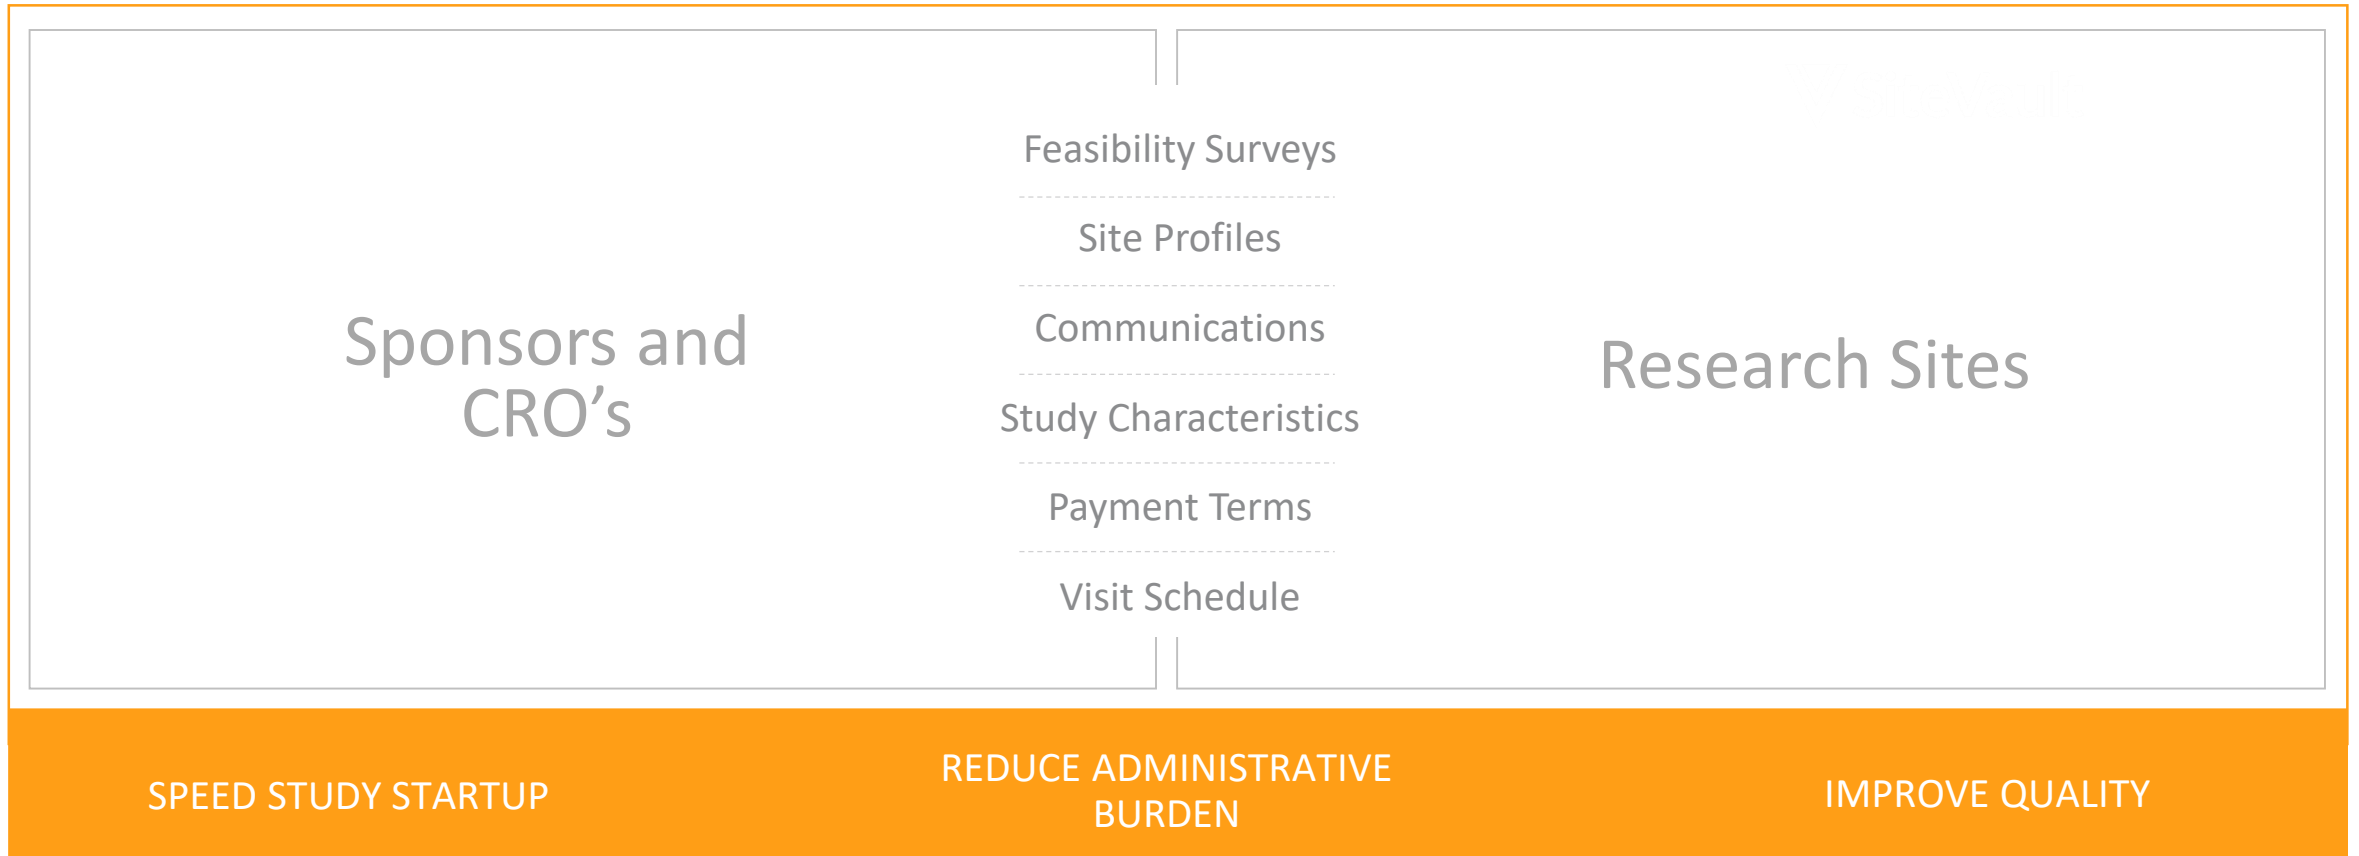 Sponsors and
CRO’s
Feasibility Surveys
Site Profiles
Communications
Study Characteristics
Payment Terms
Visit Schedule
Research Sites
SPEED STUDY STARTUP
REDUCE ADMINISTRATIVE
BURDEN
IMPROVE QUALITY